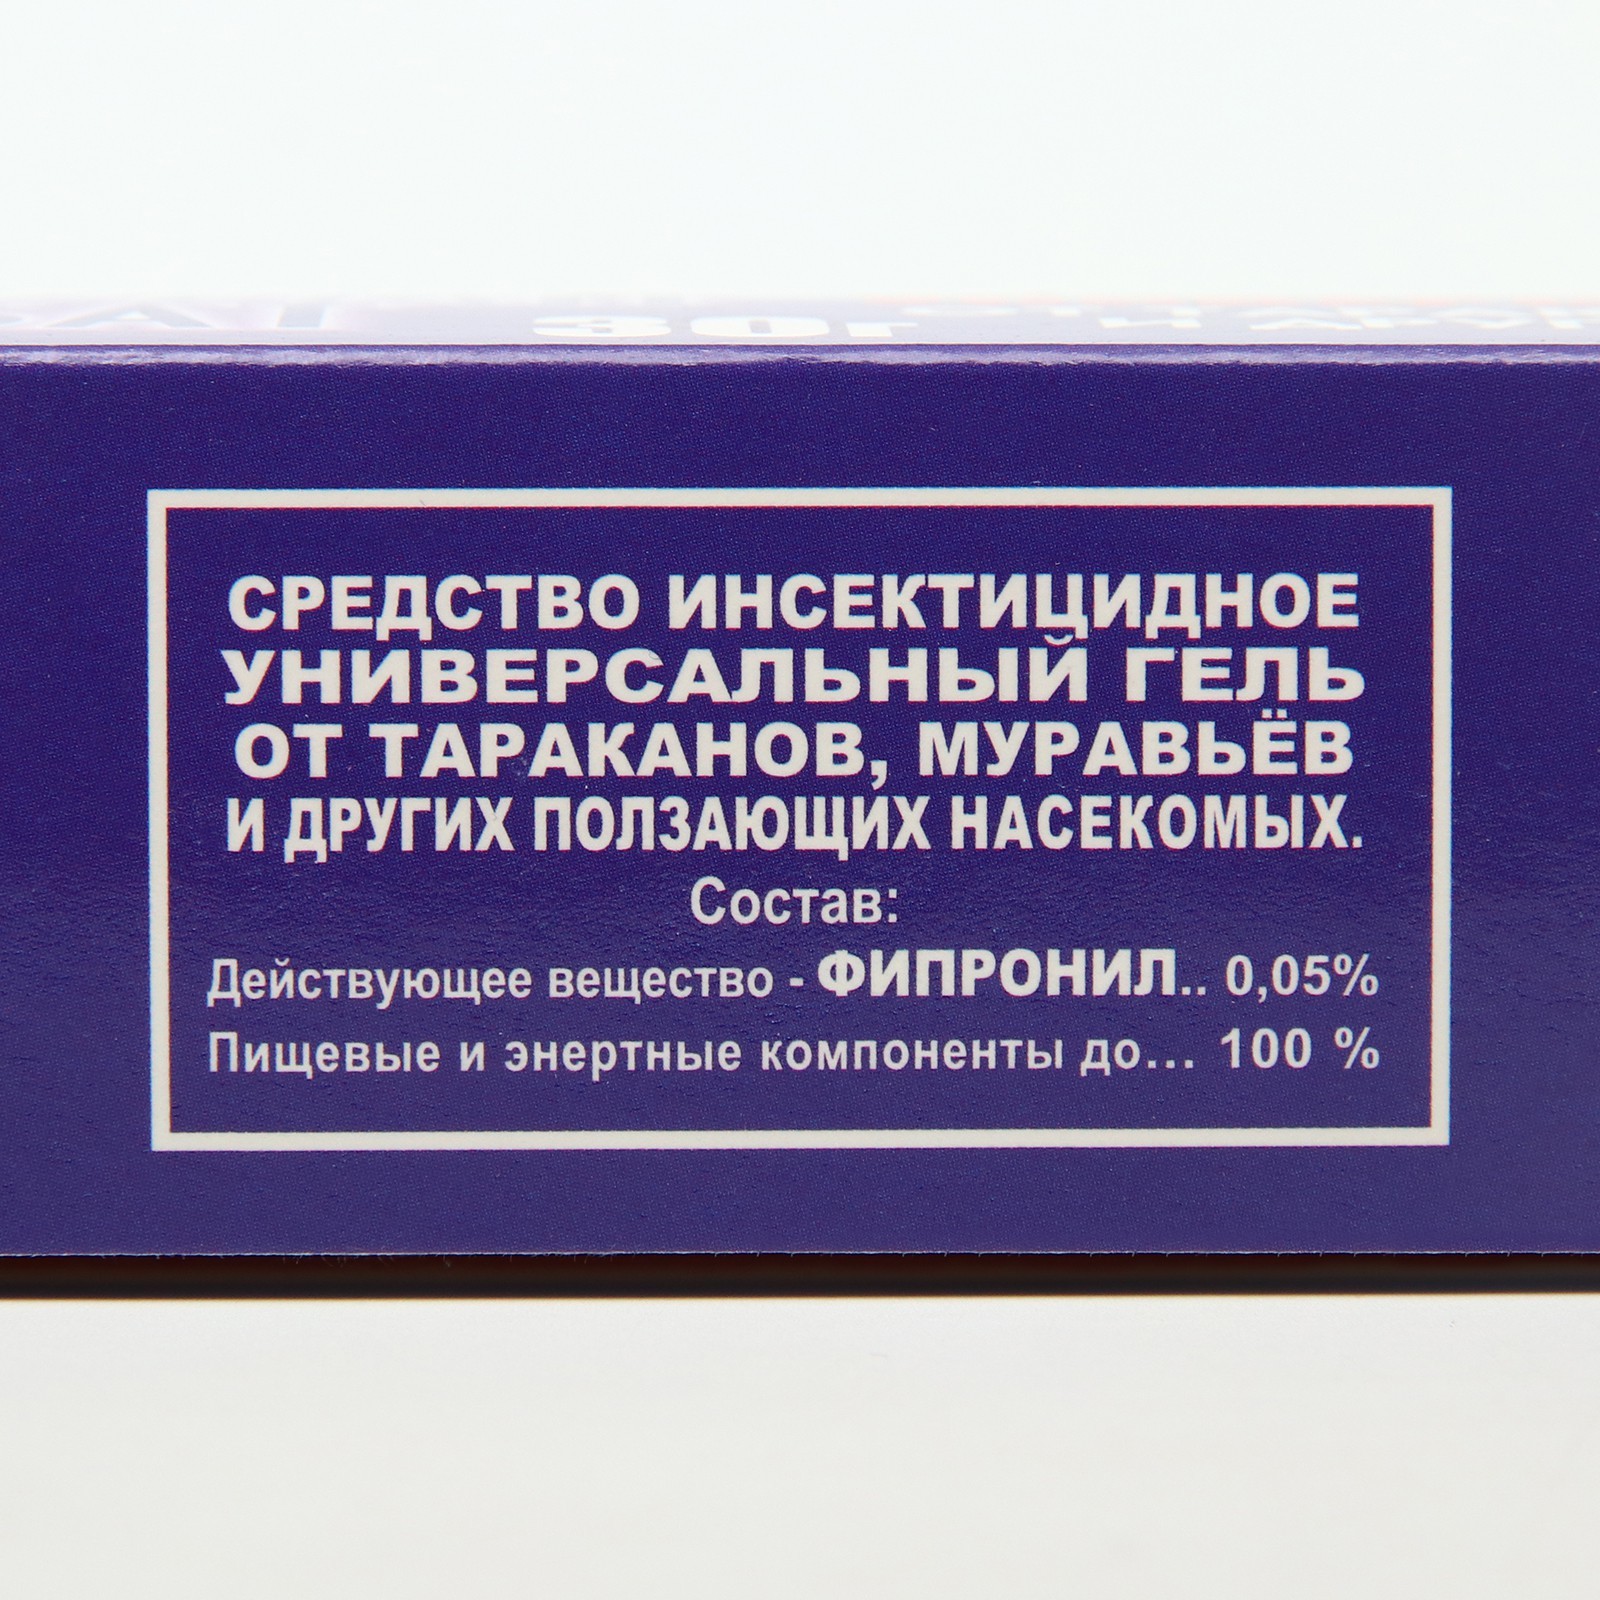 30г
СРЕДСТВО ИНСЕКТИЦИДНОЕ
УНИВЕРСАЛЬНЫЙ ГЕЛЬ
ОТ ТАРАКАНОВ, МУРАВЬЁВ
И ДРУГИХ ПОЛЗАЮЩИХ НАСЕКОМЫХ.
Состав:
Действующее вещество - ФИПРОНИЛ.. 0,05%
Пищевые и энертные компоненты до... 100 %